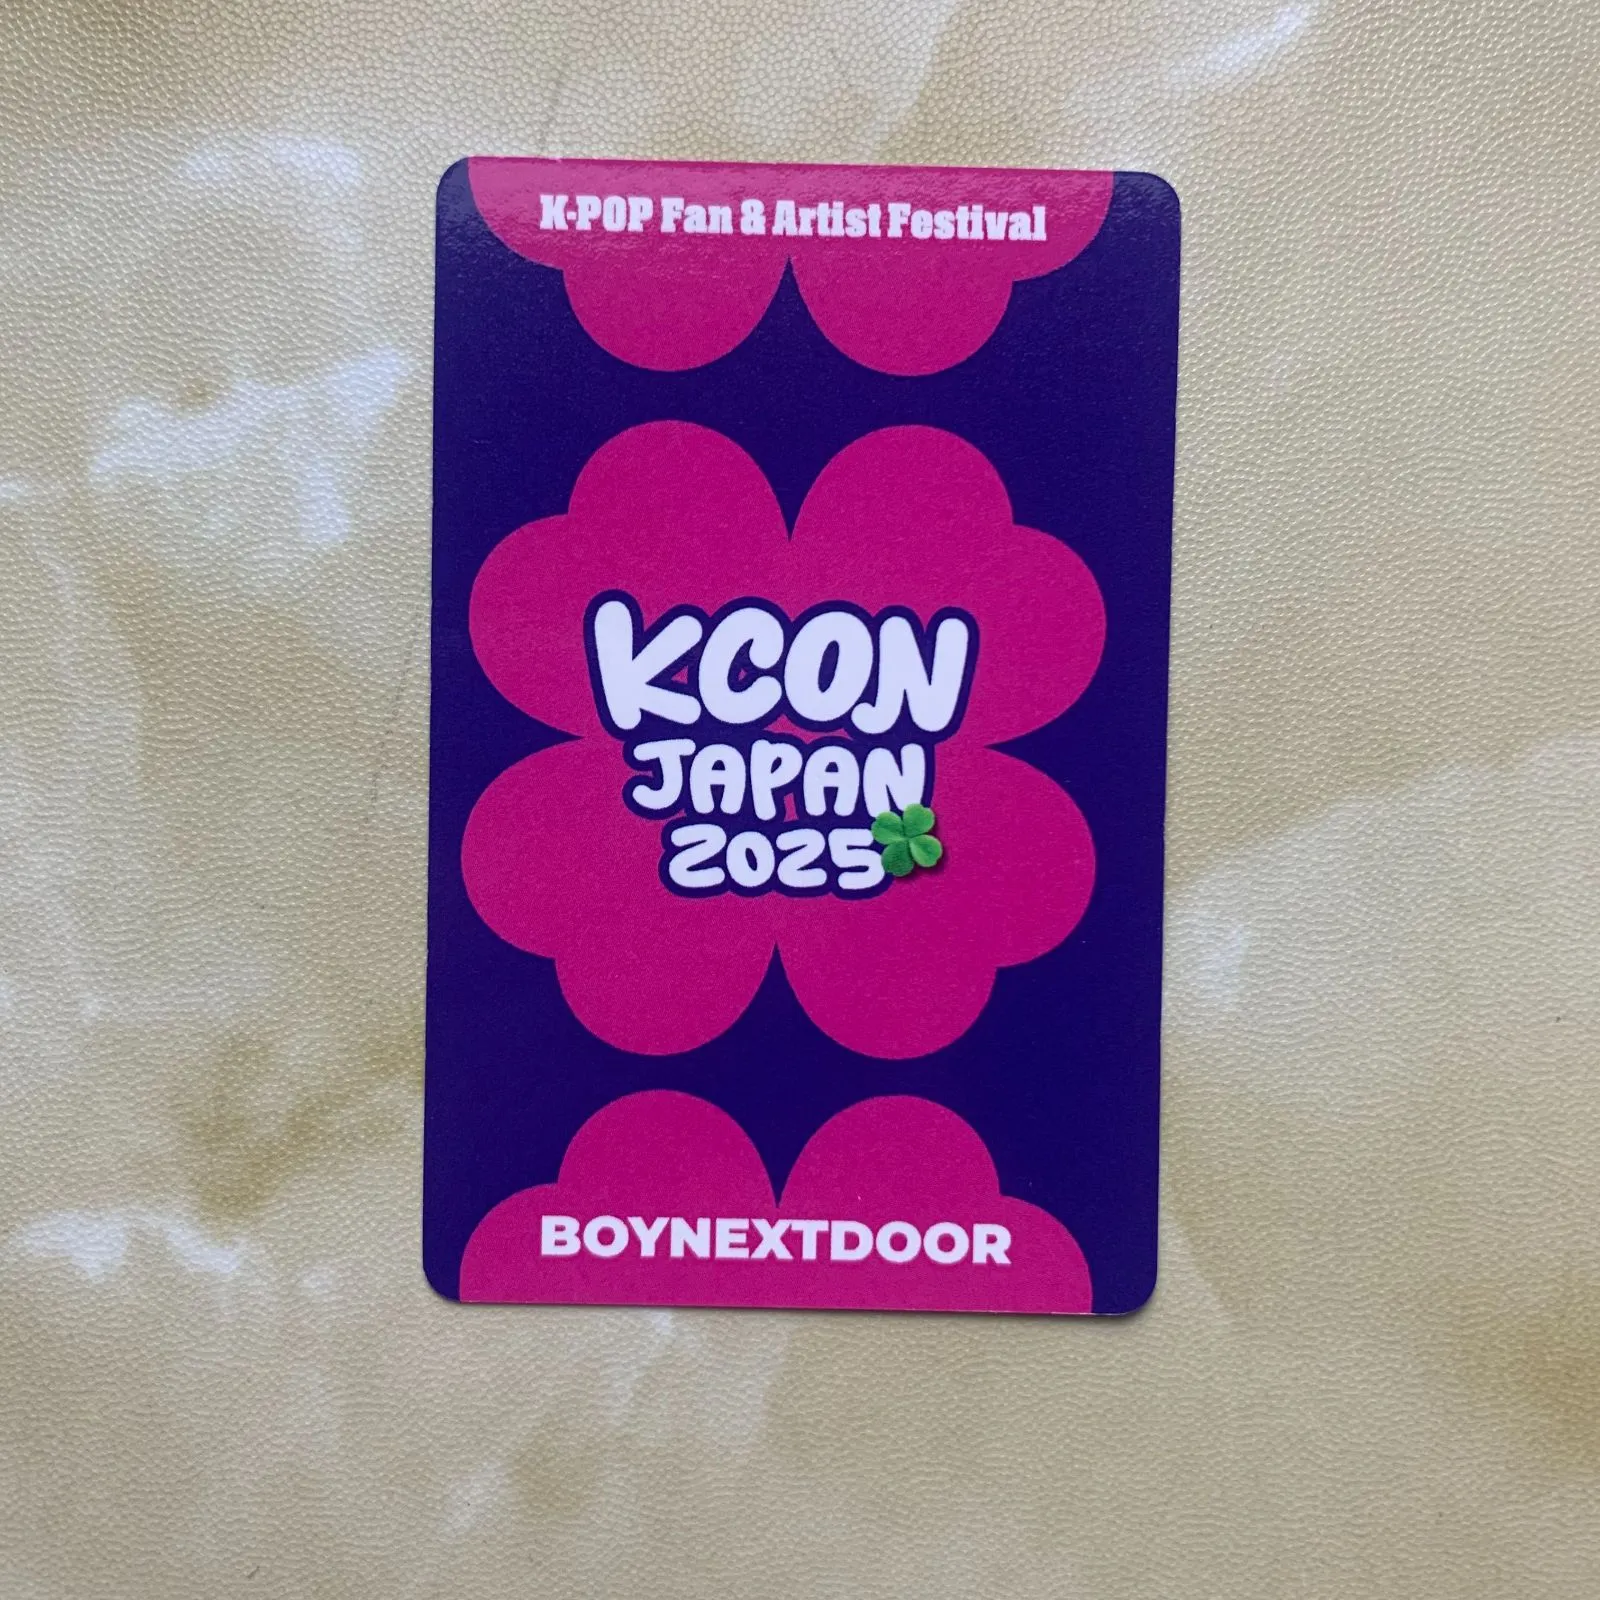 K-POP Fan & Artist Festival
KCON
JAPAN
2025
BOYNEXTDOOR